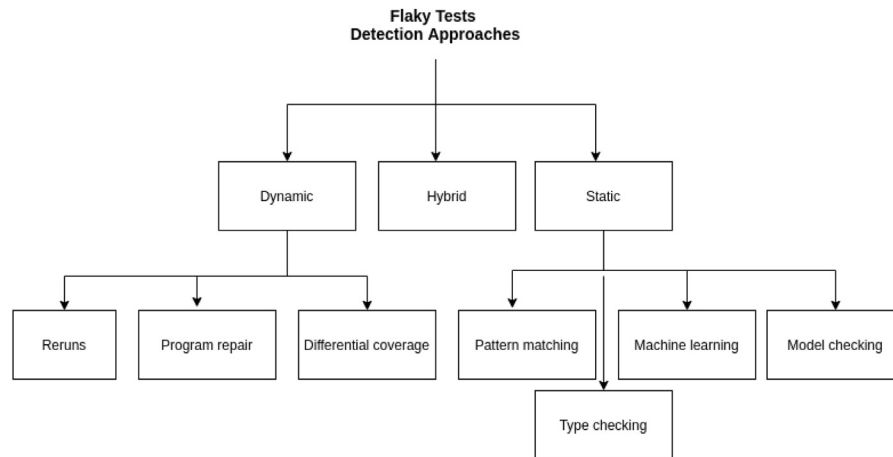 Flaky Tests
Detection Approaches
Dynamic
Hybrid
Static
Reruns
Program repair
Differential coverage
Pattern matching
Machine learning
Model checking
Type checking